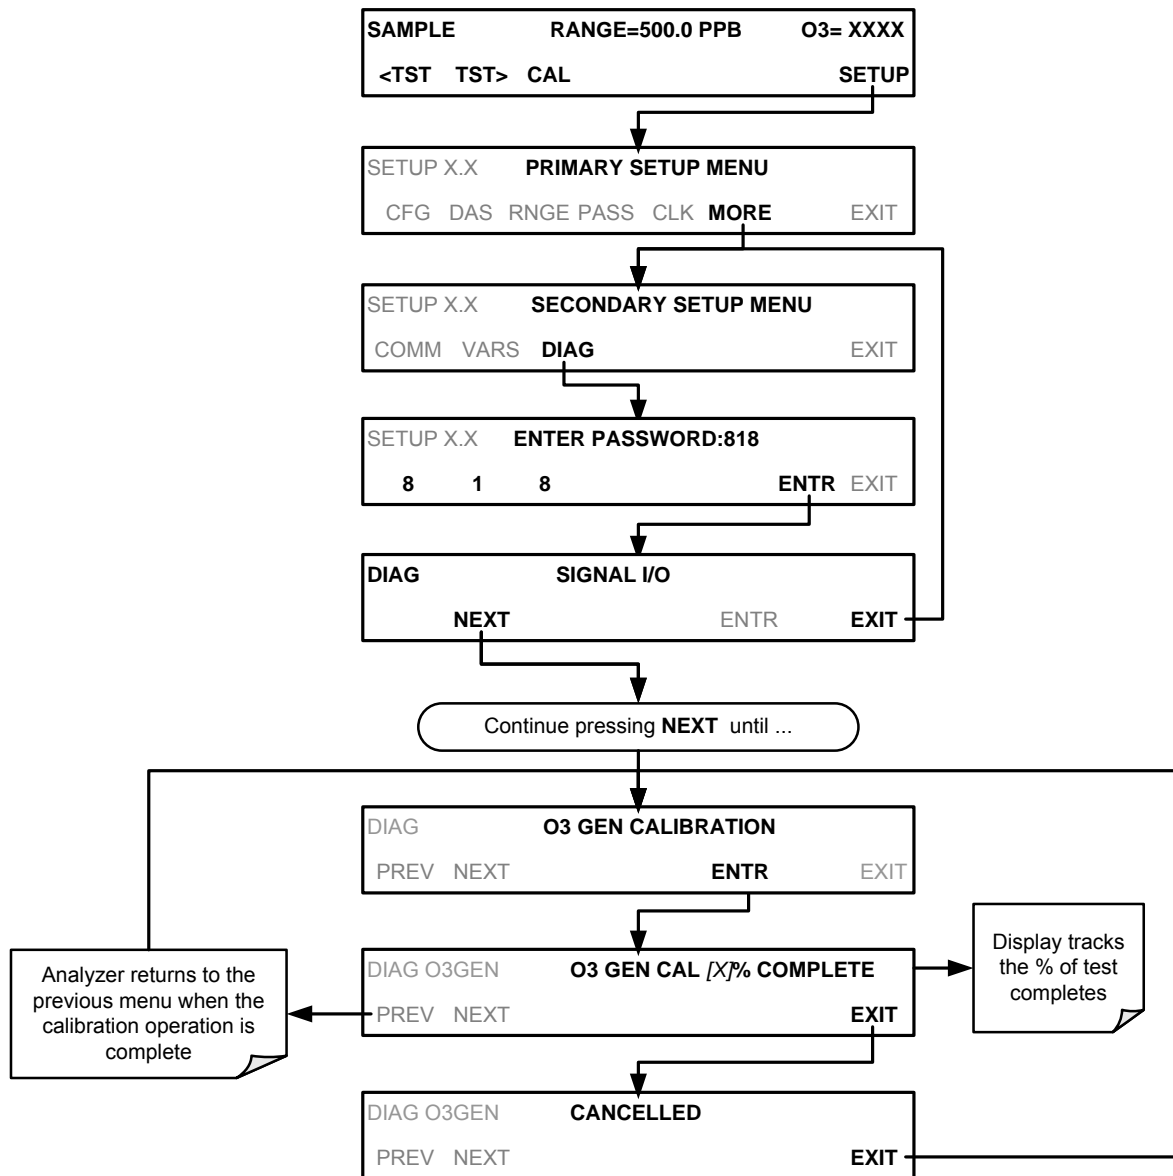 SAMPLE RANGE=500.0 PPB O3= XXXX
<TST TST> CAL SETUP
SETUP X.X PRIMARY SETUP MENU
CFG DAS RNGE PASS CLK MORE EXIT
SETUP X.X SECONDARY SETUP MENU
COMM VARS DIAG EXIT
SETUP X.X ENTER PASSWORD:818
8 1 8 ENTR EXIT
DIAG SIGNAL I/O
NEXT ENTR EXIT
Continue pressing NEXT until ...
DIAG O3 GEN CALIBRATION
PREV NEXT ENTR EXIT
Analyzer returns to the
previous menu when the
calibration operation is
complete
DIAG O3GEN O3 GEN CAL [X]% COMPLETE
PREV NEXT EXIT
Display tracks
the % of test
completes
DIAG O3GEN CANCELLED
PREV NEXT EXIT